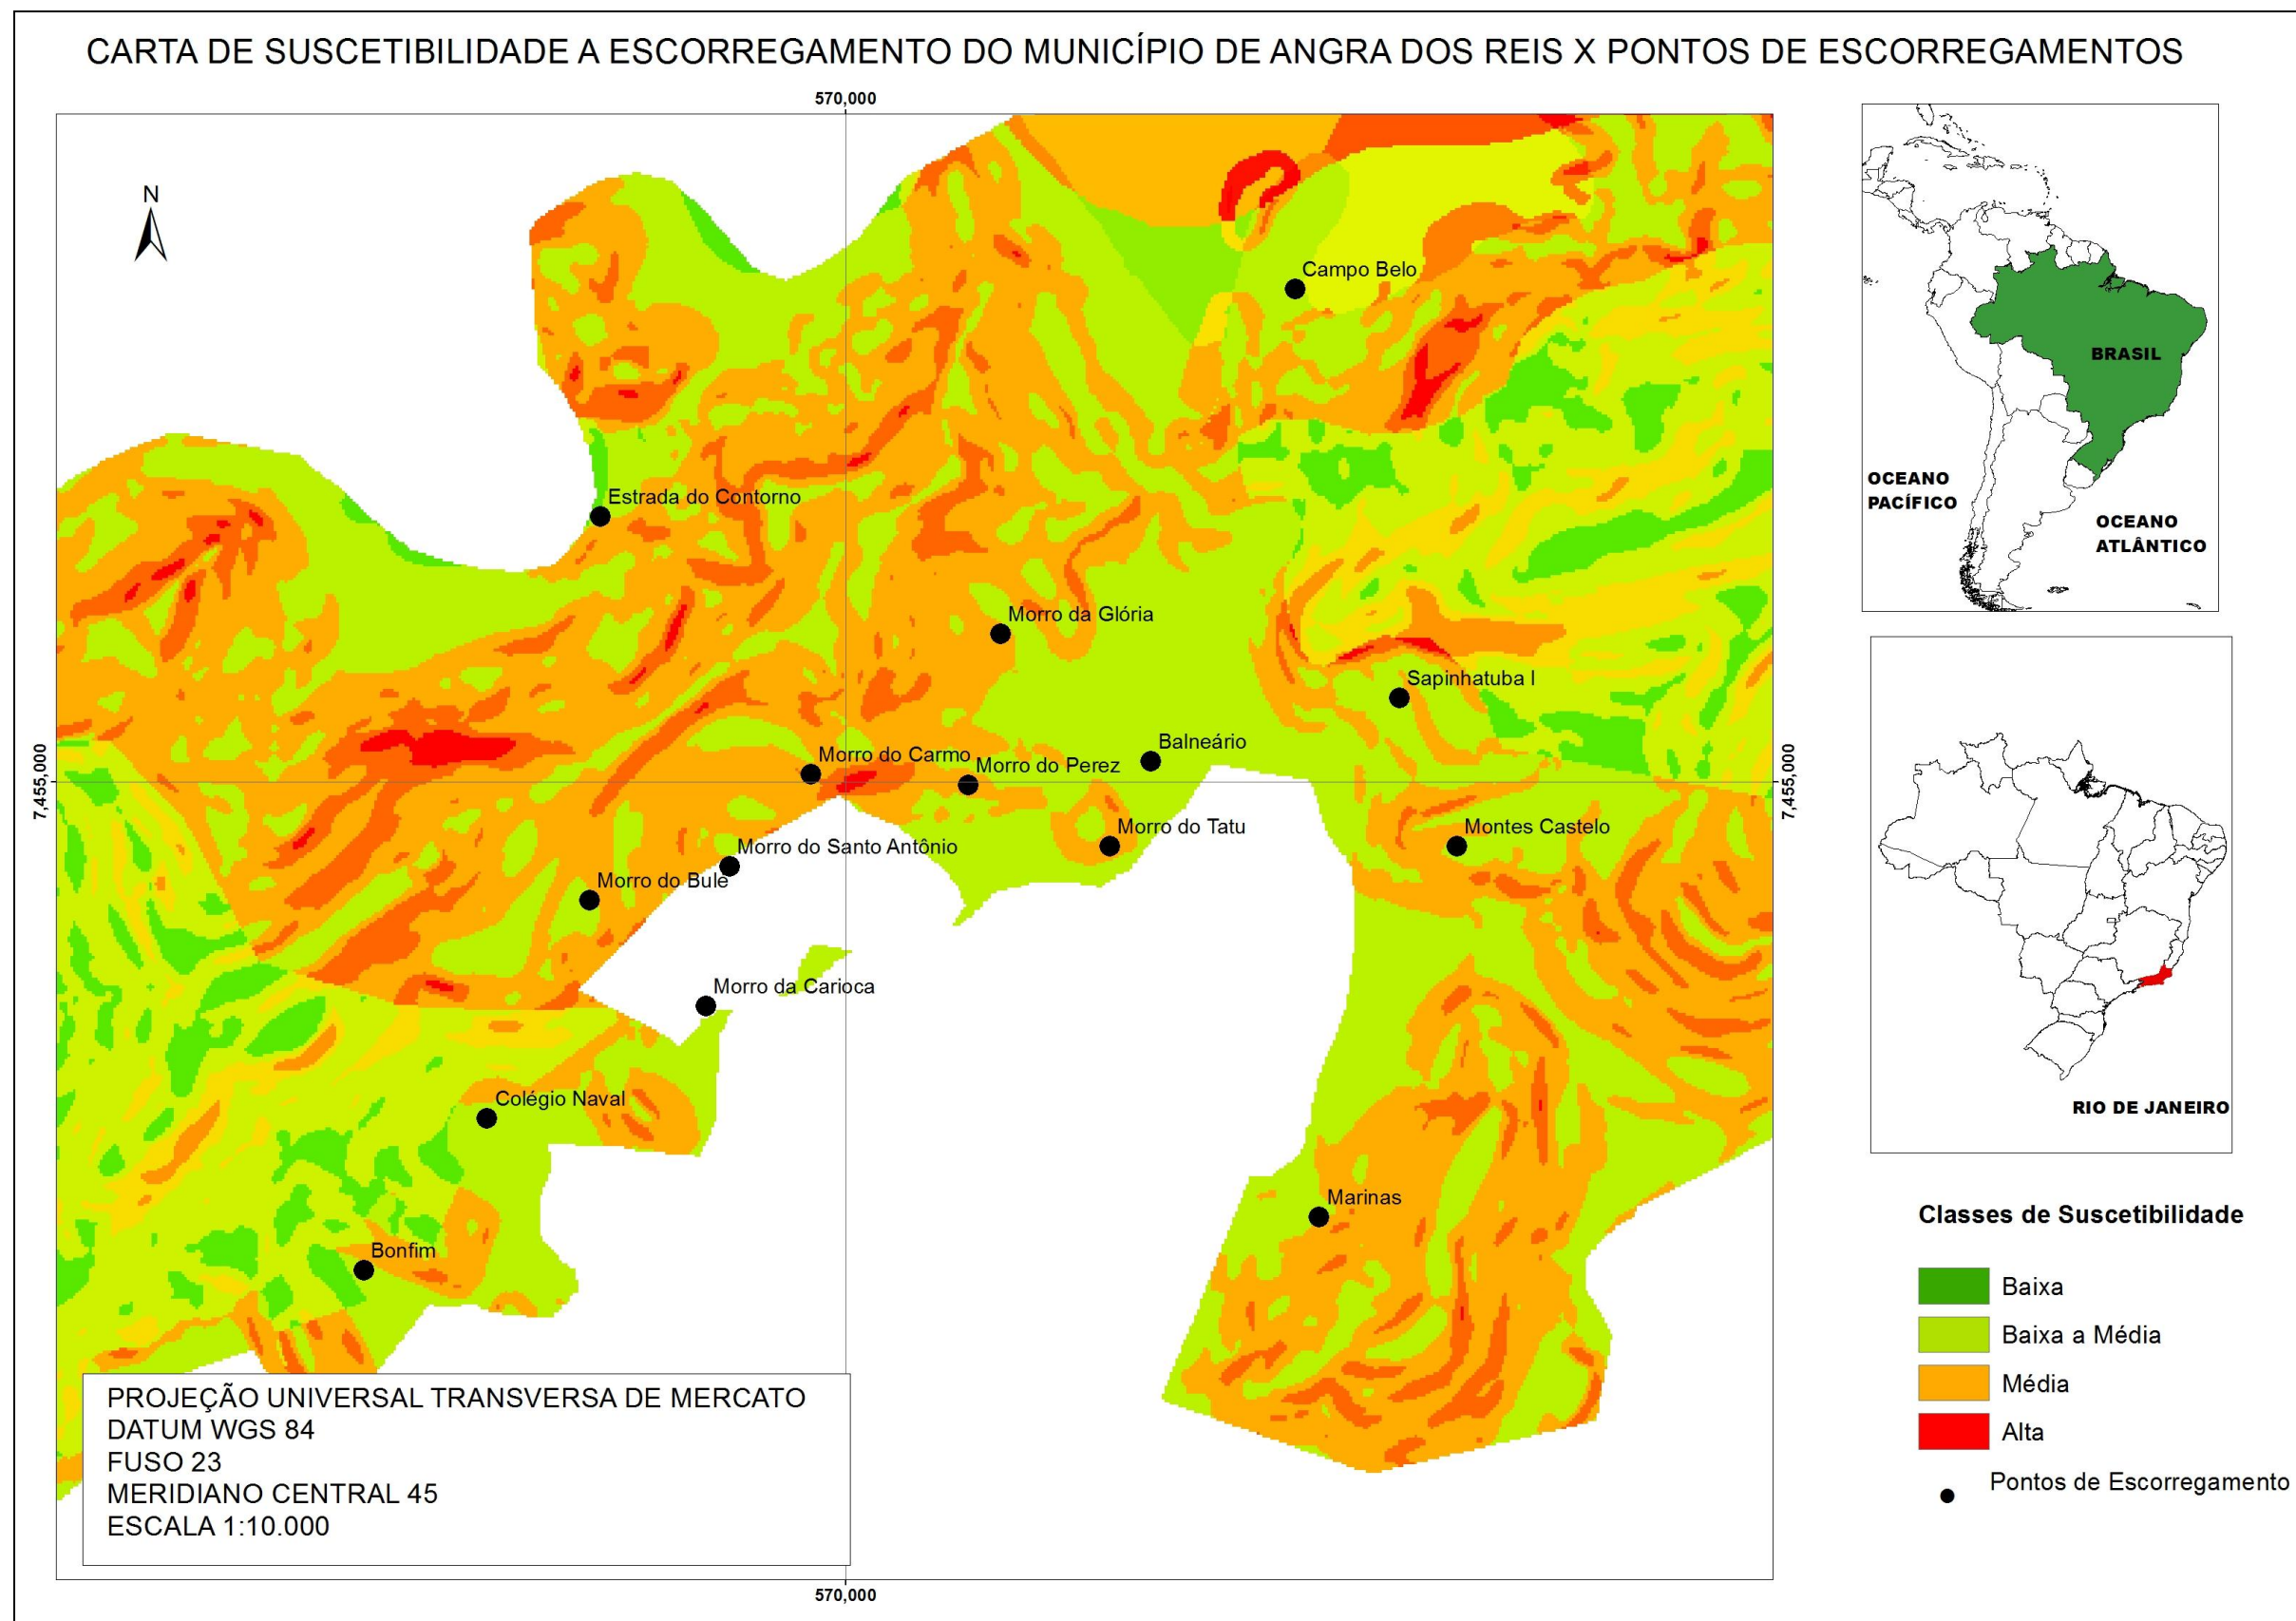 CARTA DE SUSCETIBILIDADE A ESCORREGAMENTO DO MUNICÍPIO DE ANGRA DOS REIS X PONTOS DE ESCORREGAMENTOS
570,000
N
Campo Belo
Estrada do Contorno
Morro da Glória
Sapinhatuba I
Balneário
Morro do Carmo
Morro do Perez
7,455,000
7,455,000
Morro do Tatu
Montes Castelo
Morro do Santo Antônio
Morro do Bule
Morro da Carioca
Colégio Naval
Marinas
Bonfim
PROJEÇÃO UNIVERSAL TRANSVERSA DE MERCATO
DATUM WGS 84
FUSO 23
MERIDIANO CENTRAL 45
ESCALA 1:10.000
570,000
BRASIL
OCEANO
PACÍFICO
OCEANO
ATLÂNTICO
RIO DE JANEIRO
Classes de Suscetibilidade
Baixa
Baixa a Média
Média
Alta
Pontos de Escorregamento